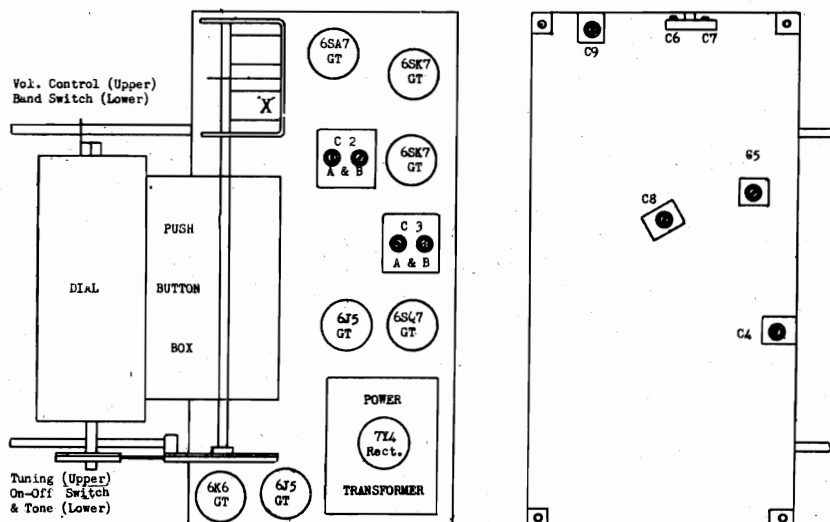 Vol. Control (Upper)
Band Switch (Lower)
6SA7
GT
6SK7
GT
X
C 2
A & B
6SK7
GT
C 3
A & B
DIAL
PUSH
BUTTON
BOX
6J5
GT
6SQ7
GT
POWER
7Y4
Rect.
TRANSFORMER
Tuning (Upper)
On-Off Switch
& Tone (Lower)
6K6
GT
6J5
GT
C9
C6 C7
G5
C8
C4